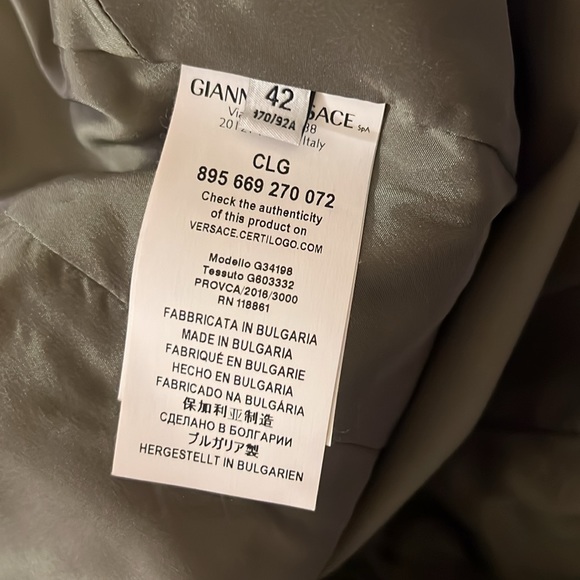 42
170/92A
GIANN SACE SpA
Via 38
2012 Italy
CLG
895 669 270 072
Check the authenticity
of this product on
VERSACE.CERTILOGO.COM
Modello G34198
Tessuto G603332
PROVCA/2016/3000
RN 118861
FABBRICATA IN BULGARIA
MADE IN BULGARIA
FABRIQUÉ EN BULGARIE
HECHO EN BULGARIA
FABRICADO NA BULGÁRIA
保加利亚制造
СДЕЛАНО В БОЛГАРИИ
ブルガリア製
HERGESTELLT IN BULGARIEN